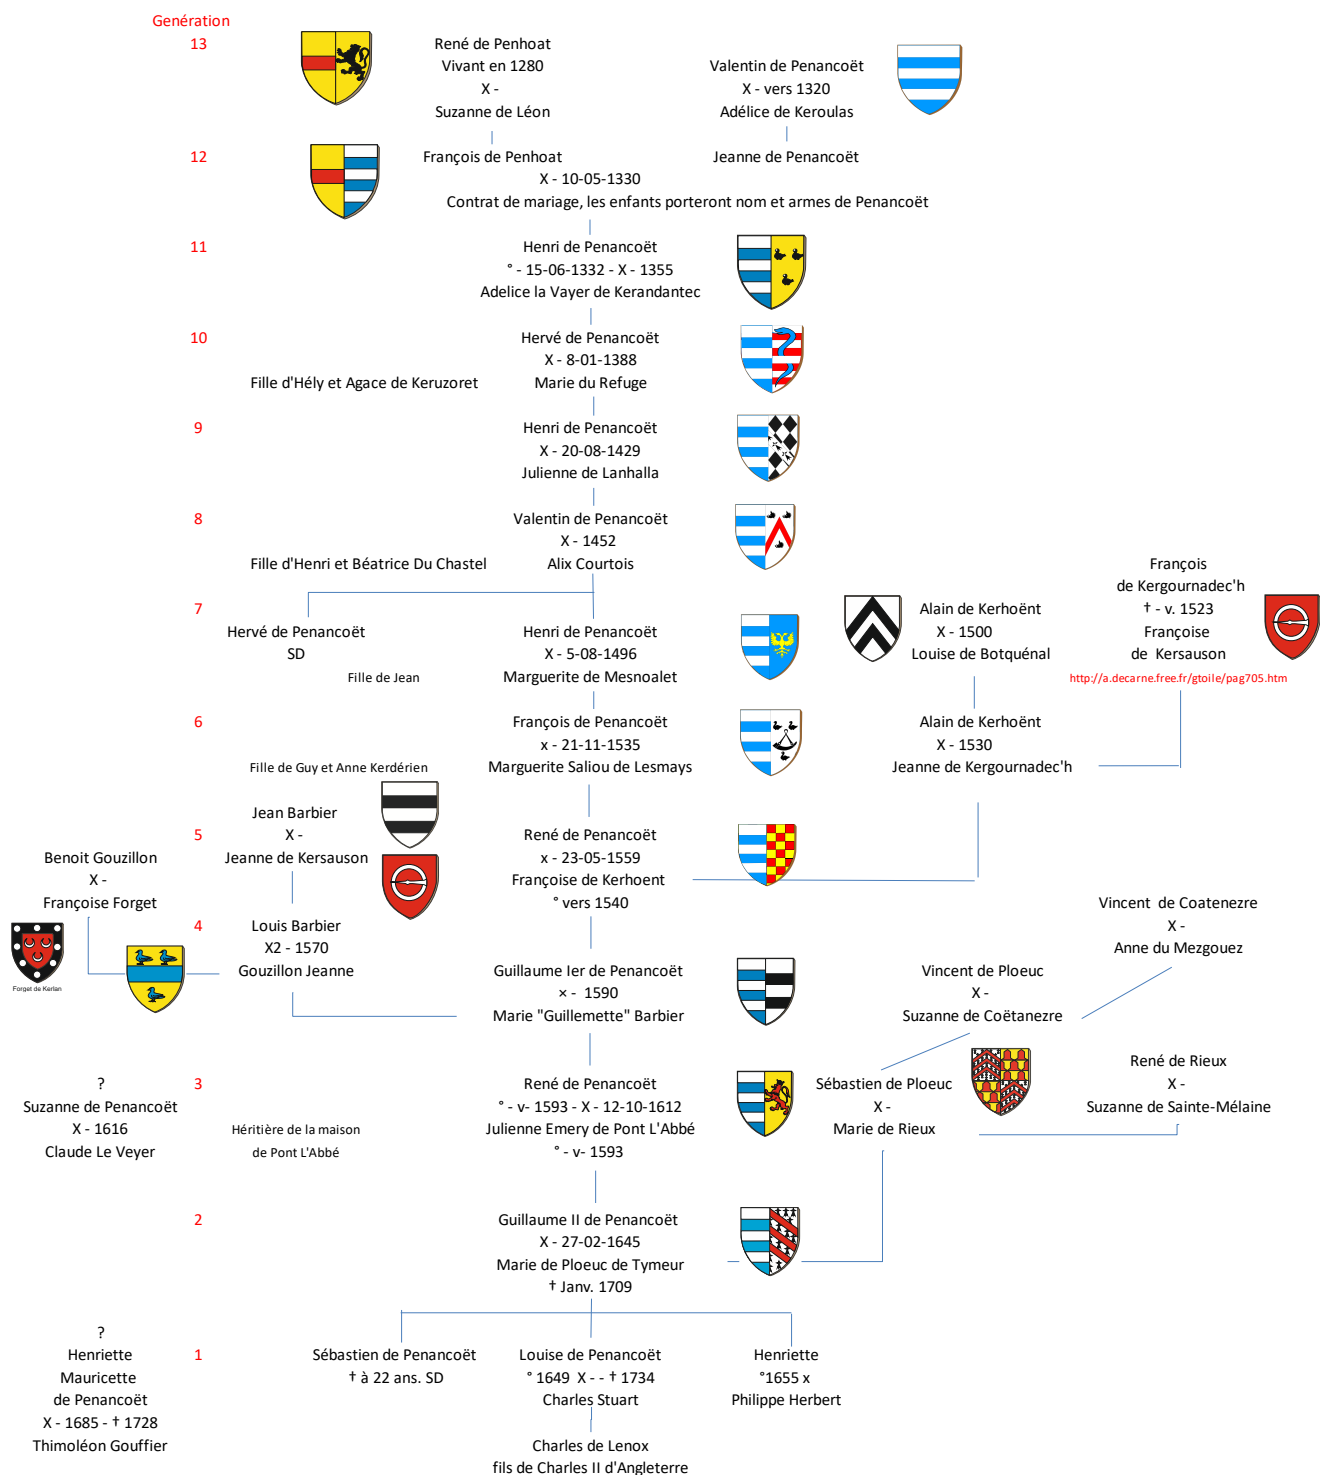 Genération
13
René de Penhoat
Vivant en 1280
X -
Suzanne de Léon
Valentin de Penancoët
X - vers 1320
Adélice de Keroulas
12
François de Penhoat
Jeanne de Penancoët
X - 10-05-1330
Contrat de mariage, les enfants porteront nom et armes de Penancoët
11
Henri de Penancoët
° - 15-06-1332 - X - 1355
Adelice la Vayer de Kerandantec
10
Hervé de Penancoët
X - 8-01-1388
Fille d'Hély et Agace de Keruzoret
Marie du Refuge
9
Henri de Penancoët
X - 20-08-1429
Julienne de Lanhalla
8
Valentin de Penancoët
X - 1452
Fille d'Henri et Béatrice Du Chastel
Alix Courtois
François
de Kergournadec'h
† - v. 1523
Françoise
de Kersauson
http://a.decarne.free.fr/gtoile/pag705.htm
7
Hervé de Penancoët
SD
Henri de Penancoët
X - 5-08-1496
Fille de Jean
Marguerite de Mesnoalet
Alain de Kerhoënt
X - 1500
Louise de Botquénal
6
François de Penancoët
x - 21-11-1535
Fille de Guy et Anne Kerdérien
Marguerite Saliou de Lesmays
Alain de Kerhoënt
X - 1530
Jeanne de Kergournadec'h
Jean Barbier
X -
Jeanne de Kersauson
5
René de Penancoët
x - 23-05-1559
Françoise de Kerhoent
° vers 1540
Benoit Gouzillon
X -
Françoise Forget
Forget de Kerlan
4
Louis Barbier
X2 - 1570
Gouzillon Jeanne
Guillaume Ier de Penancoët
× - 1590
Marie "Guillemette" Barbier
Vincent de Ploeuc
X -
Suzanne de Coëtanezre
Vincent de Coatenezre
X -
Anne du Mezgouez
?
Suzanne de Penancoët
X - 1616
Claude Le Veyer
3
Héritière de la maison
de Pont L'Abbé
René de Penancoët
° - v- 1593 - X - 12-10-1612
Julienne Emery de Pont L'Abbé
° - v- 1593
Sébastien de Ploeuc
X -
Marie de Rieux
René de Rieux
X -
Suzanne de Sainte-Mélaine
2
Guillaume II de Penancoët
X - 27-02-1645
Marie de Ploeuc de Tymeur
† Janv. 1709
?
Henriette
Mauricette
de Penancoët
X - 1685 - † 1728
Thimoléon Gouffier
1
Sébastien de Penancoët
† à 22 ans. SD
Louise de Penancoët
° 1649 X - - † 1734
Charles Stuart
Henriette
°1655 x
Philippe Herbert
Charles de Lenox
fils de Charles II d'Angleterre